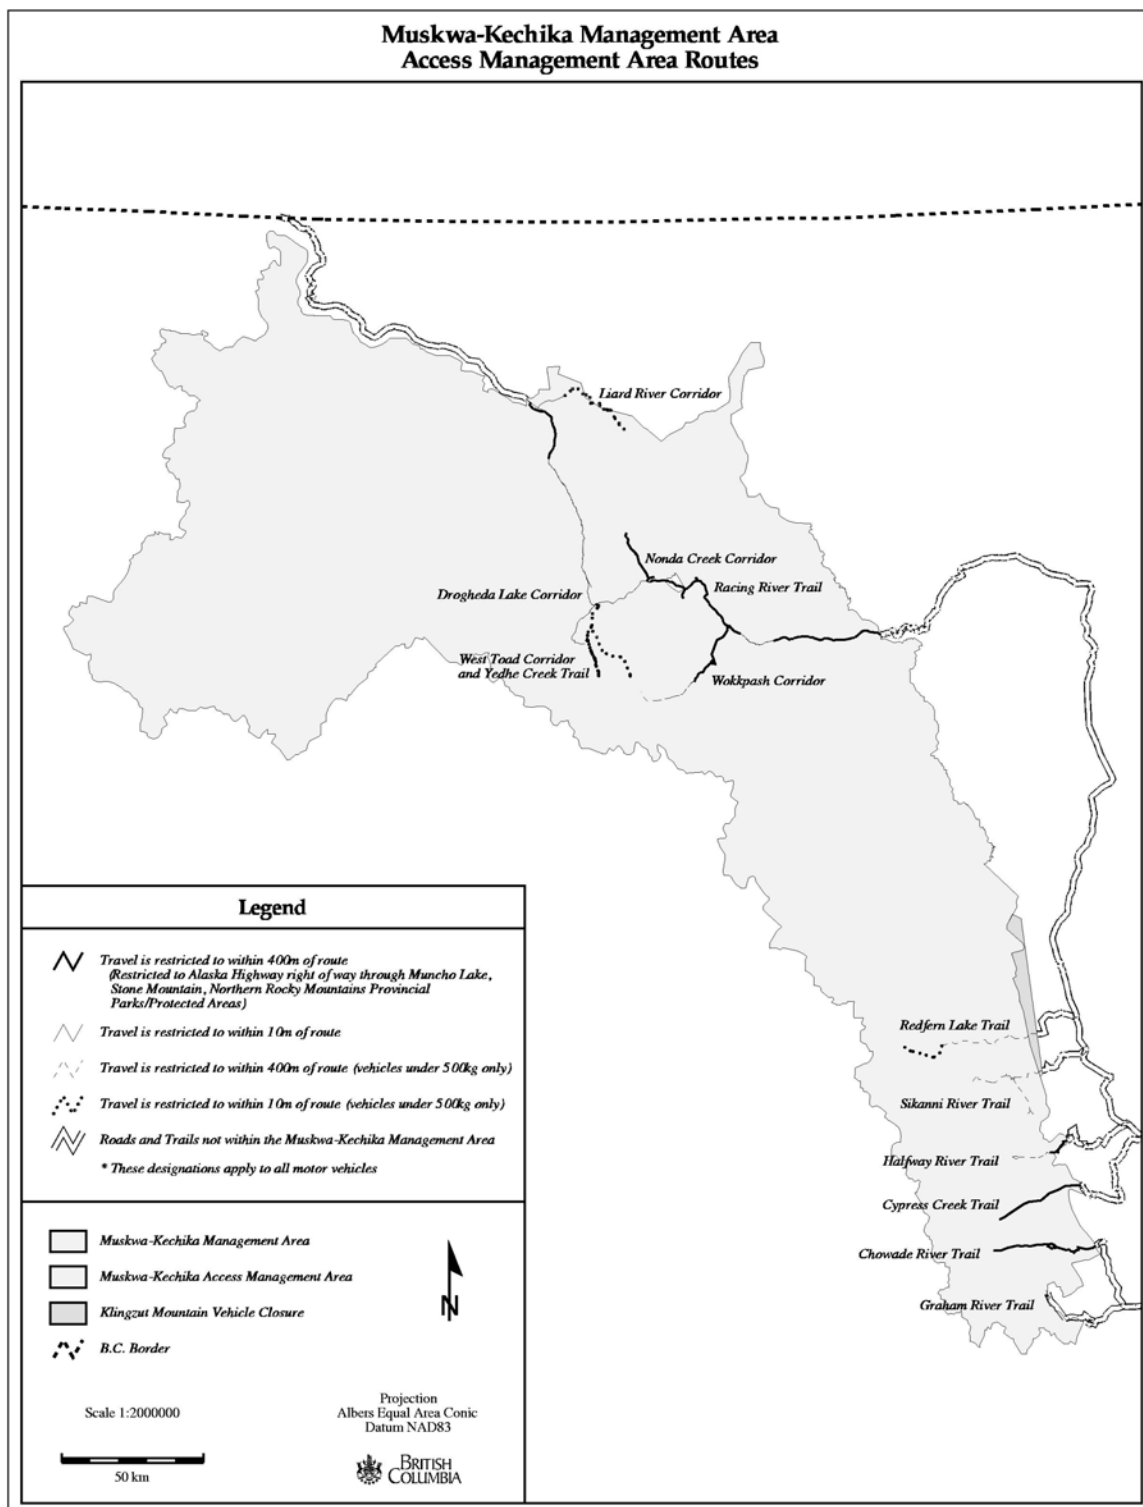 Muskwa-Kechika Management Area
Access Management Area Routes
Liard River Corridor
Nonda Creek Corridor
Racing River Trail
Drogheda Lake Corridor
West Toad Corridor
and Yedhe Creek Trail
Wokkpash Corridor
Redfern Lake Trail
Sikanni River Trail
Halfway River Trail
Cypress Creek Trail
Chowade River Trail
Graham River Trail
Legend
Travel is restricted to within 400m of route
(Restricted to Alaska Highway right of way through Muncho Lake,
Stone Mountain, Northern Rocky Mountains Provincial
Parks/Protected Areas)
Travel is restricted to within 10m of route
Travel is restricted to within 400m of route (vehicles under 500kg only)
Travel is restricted to within 10m of route (vehicles under 500kg only)
Roads and Trails not within the Muskwa-Kechika Management Area
* These designations apply to all motor vehicles
Muskwa-Kechika Management Area
Muskwa-Kechika Access Management Area
Klingzut Mountain Vehicle Closure
B.C. Border
N
Scale 1:2000000
50 km
Projection
Albers Equal Area Conic
Datum NAD83
BRITISH
COLUMBIA